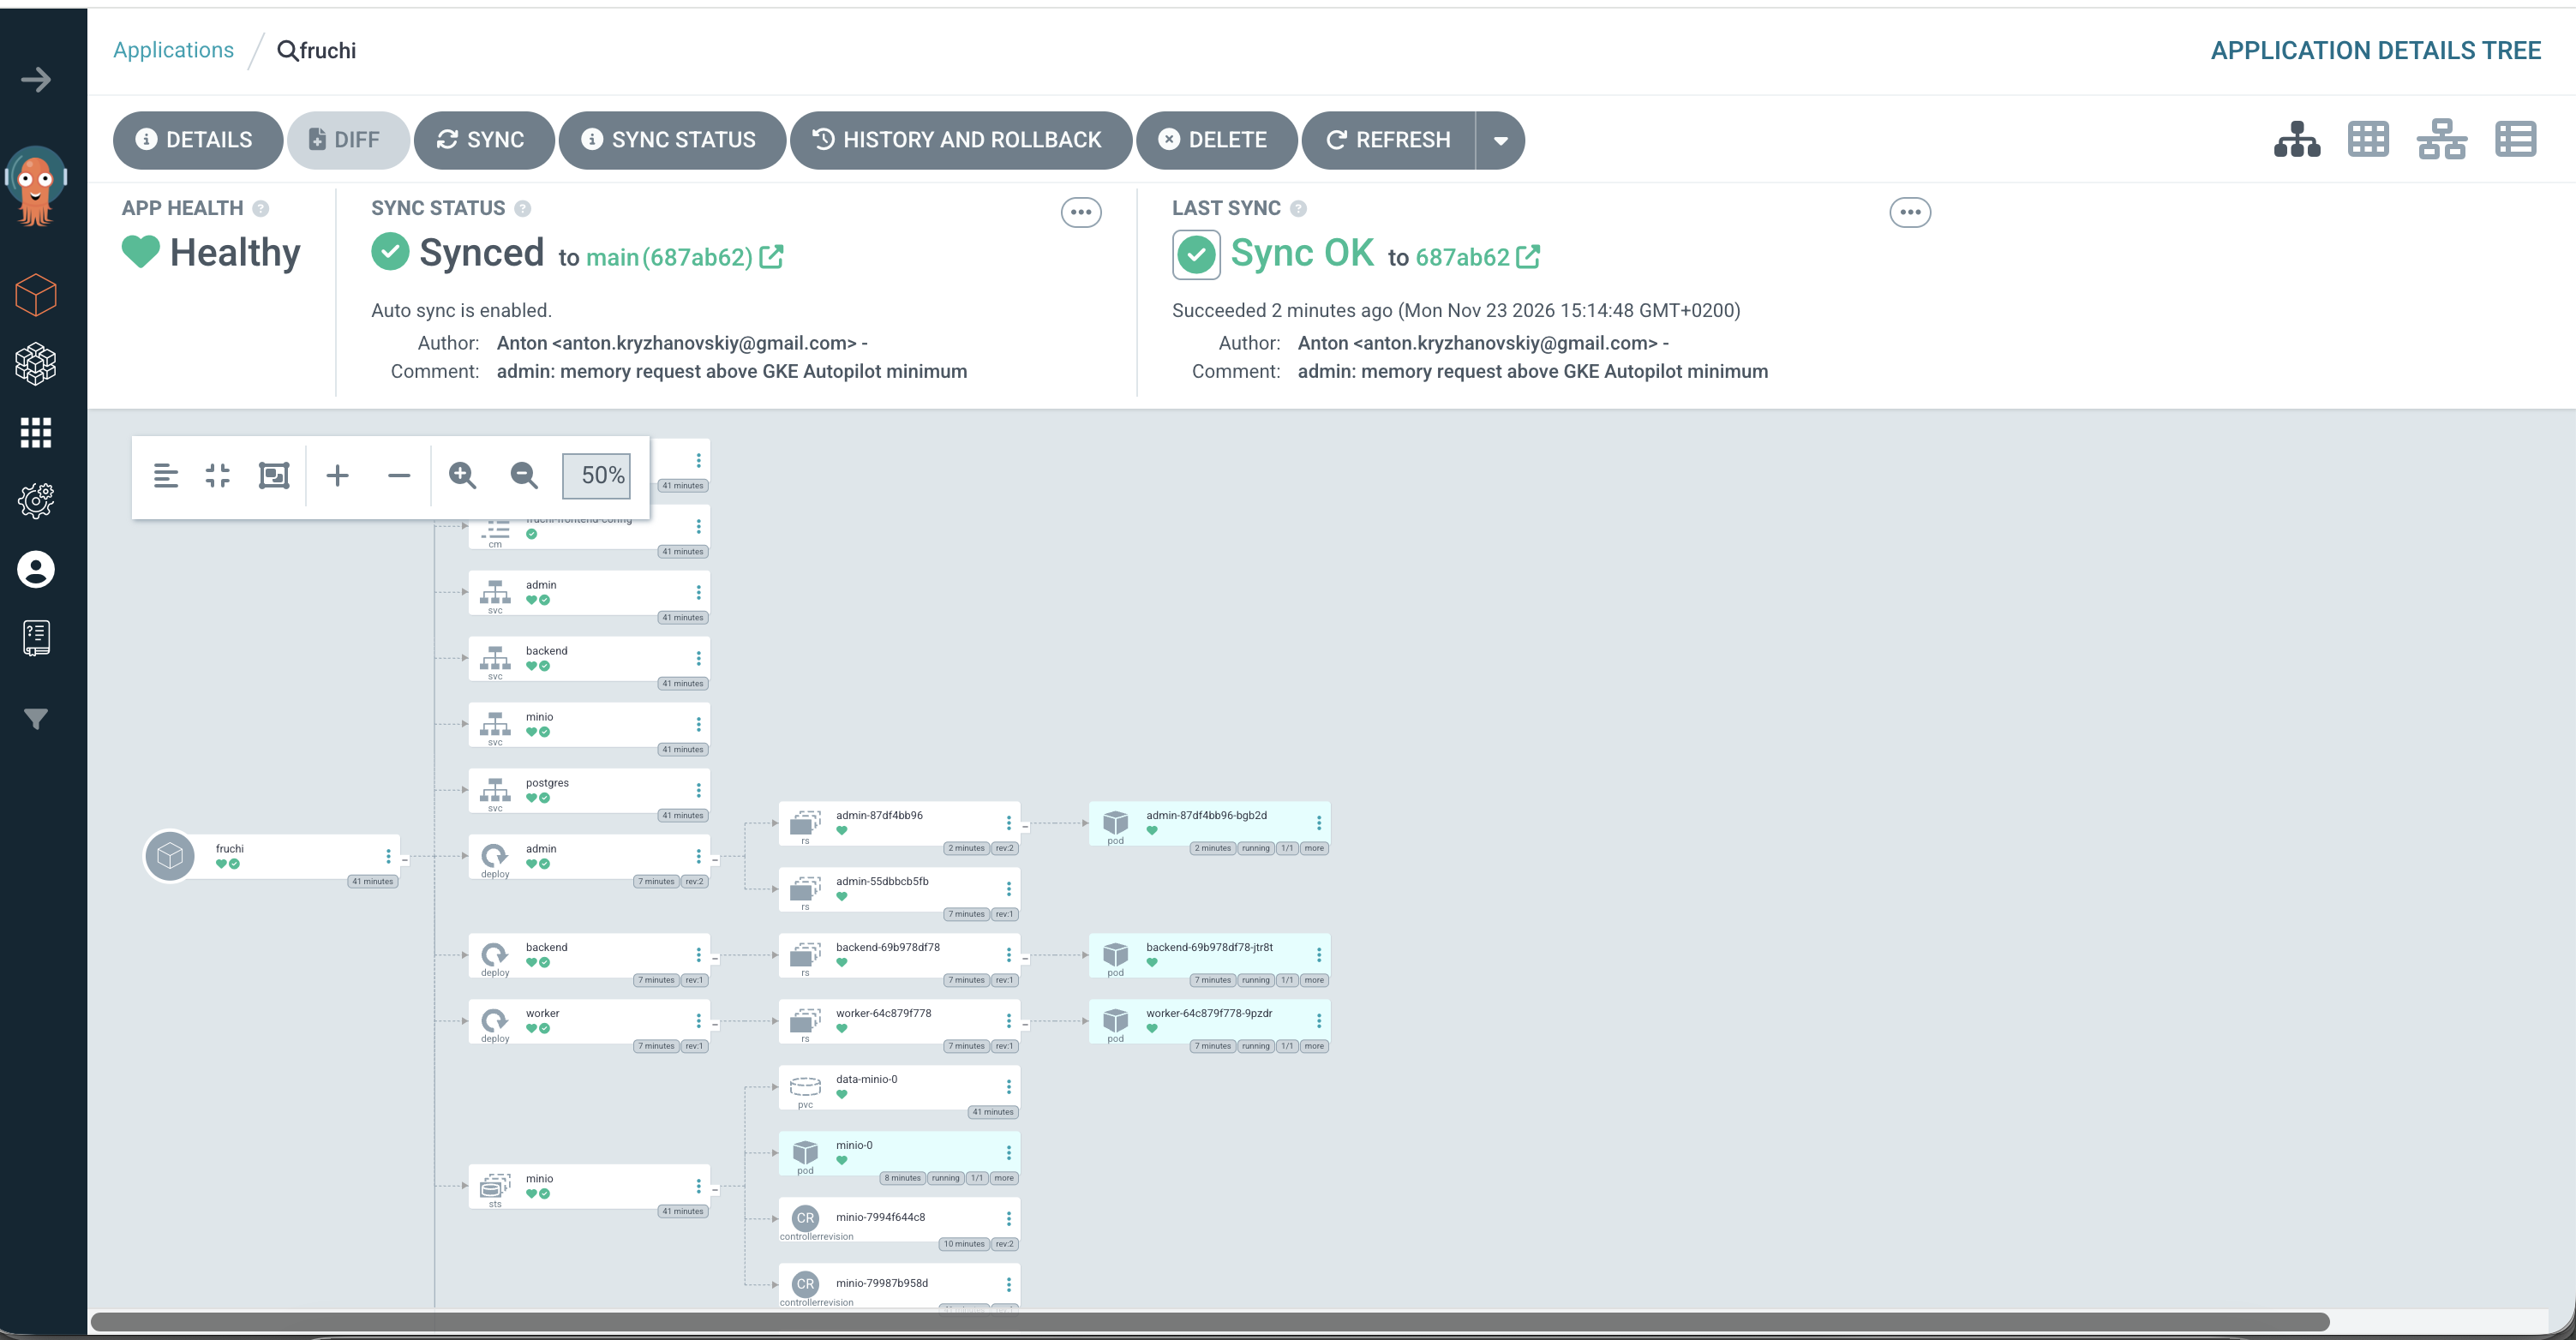 Applications / fruchi
APPLICATION DETAILS TREE
DETAILS DIFF SYNC SYNC STATUS HISTORY AND ROLLBACK DELETE REFRESH
APP HEALTH
Healthy
SYNC STATUS
Synced to main (687ab62)
Auto sync is enabled.
Author: Anton <anton.kryzhanovskiy@gmail.com> -
Comment: admin: memory request above GKE Autopilot minimum
LAST SYNC
Sync OK to 687ab62
Succeeded 2 minutes ago (Mon Nov 23 2026 15:14:48 GMT+0200)
Author: Anton <anton.kryzhanovskiy@gmail.com> -
Comment: admin: memory request above GKE Autopilot minimum
50%
41 minutes
fruchi-frontend-config
cm
41 minutes
admin
svc
41 minutes
backend
svc
41 minutes
minio
svc
41 minutes
postgres
svc
41 minutes
fruchi
41 minutes
admin
deploy
7 minutes rev:2
admin-87df4bb96
rs
2 minutes rev:2
admin-87df4bb96-bgb2d
pod
2 minutes running 1/1 more
admin-55dbbcb5fb
rs
7 minutes rev:1
backend
deploy
7 minutes rev:1
backend-69b978df78
rs
7 minutes rev:1
backend-69b978df78-jtr8t
pod
7 minutes running 1/1 more
worker
deploy
7 minutes rev:1
worker-64c879f778
rs
7 minutes rev:1
worker-64c879f778-9pzdr
pod
7 minutes running 1/1 more
minio
sts
41 minutes
data-minio-0
pvc
41 minutes
minio-0
pod
8 minutes running 1/1 more
CR
minio-7994f644c8
controllerrevision
10 minutes rev:2
CR
minio-79987b958d
controllerrevision